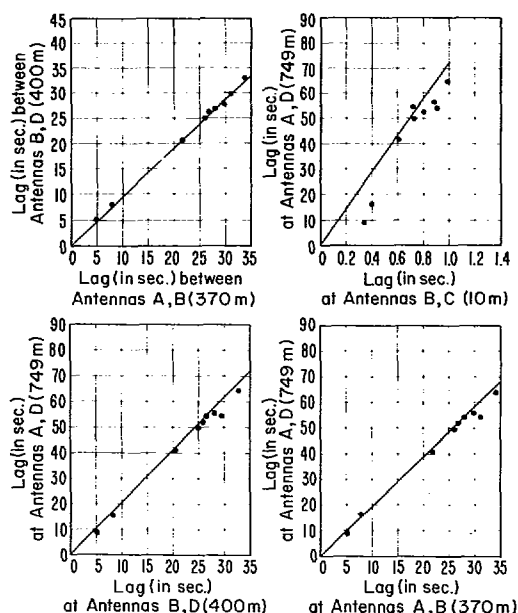 Lag (in sec.) between
Antennas B, D (400m)
45
40
35
30
25
20
15
10
5
0
0 5 10 15 20 25 30 35
Lag (in sec.) between
Antennas A, B (370m)
Lag (in sec.)
at Antennas A, D (749m)
90
80
70
60
50
40
30
20
10
0
0 0.2 0.4 0.6 0.8 1.0 1.2 1.4
Lag (in sec.)
at Antennas B, C (10m)
Lag (in sec.)
at Antennas A, D (749m)
90
80
70
60
50
40
30
20
10
0
0 5 10 15 20 25 30 35
Lag (in sec.)
at Antennas B, D (400m)
Lag (in sec.)
at Antennas A, D (749m)
90
80
70
60
50
40
30
20
10
0
0 5 10 15 20 25 30 35
Lag (in sec.)
at Antennas A, B (370m)